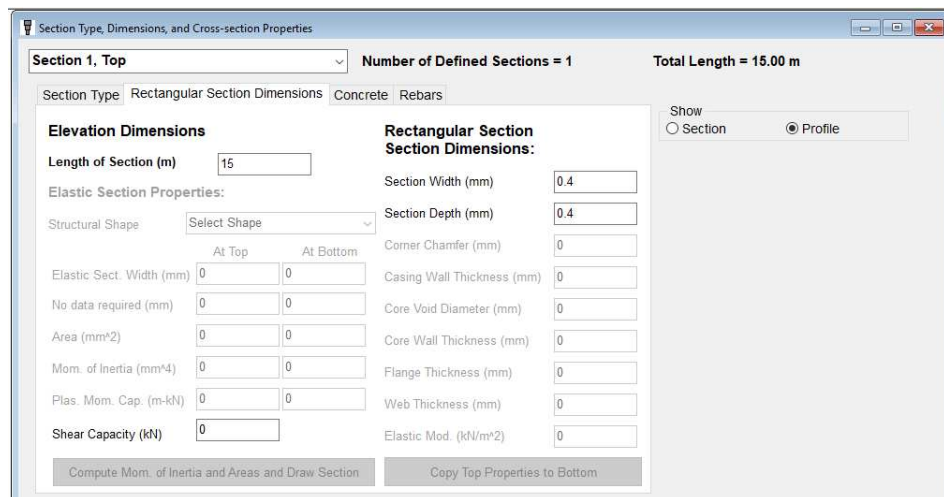 Section Type, Dimensions, and Cross-section Properties
Section 1, Top
Number of Defined Sections = 1
Total Length = 15.00 m
Section Type Rectangular Section Dimensions Concrete Rebars
Show
Section Profile
Elevation Dimensions
Length of Section (m) 15
Elastic Section Properties:
Structural Shape Select Shape
At Top At Bottom
Elastic Sect. Width (mm) 0 0
No data required (mm) 0 0
Area (mm^2) 0 0
Mom. of Inertia (mm^4) 0 0
Plas. Mom. Cap. (m-kN) 0 0
Shear Capacity (kN) 0
Compute Mom. of Inertia and Areas and Draw Section
Rectangular Section
Section Dimensions:
Section Width (mm) 0.4
Section Depth (mm) 0.4
Corner Chamfer (mm) 0
Casing Wall Thickness (mm) 0
Core Void Diameter (mm) 0
Core Wall Thickness (mm) 0
Flange Thickness (mm) 0
Web Thickness (mm) 0
Elastic Mod. (kN/m^2) 0
Copy Top Properties to Bottom